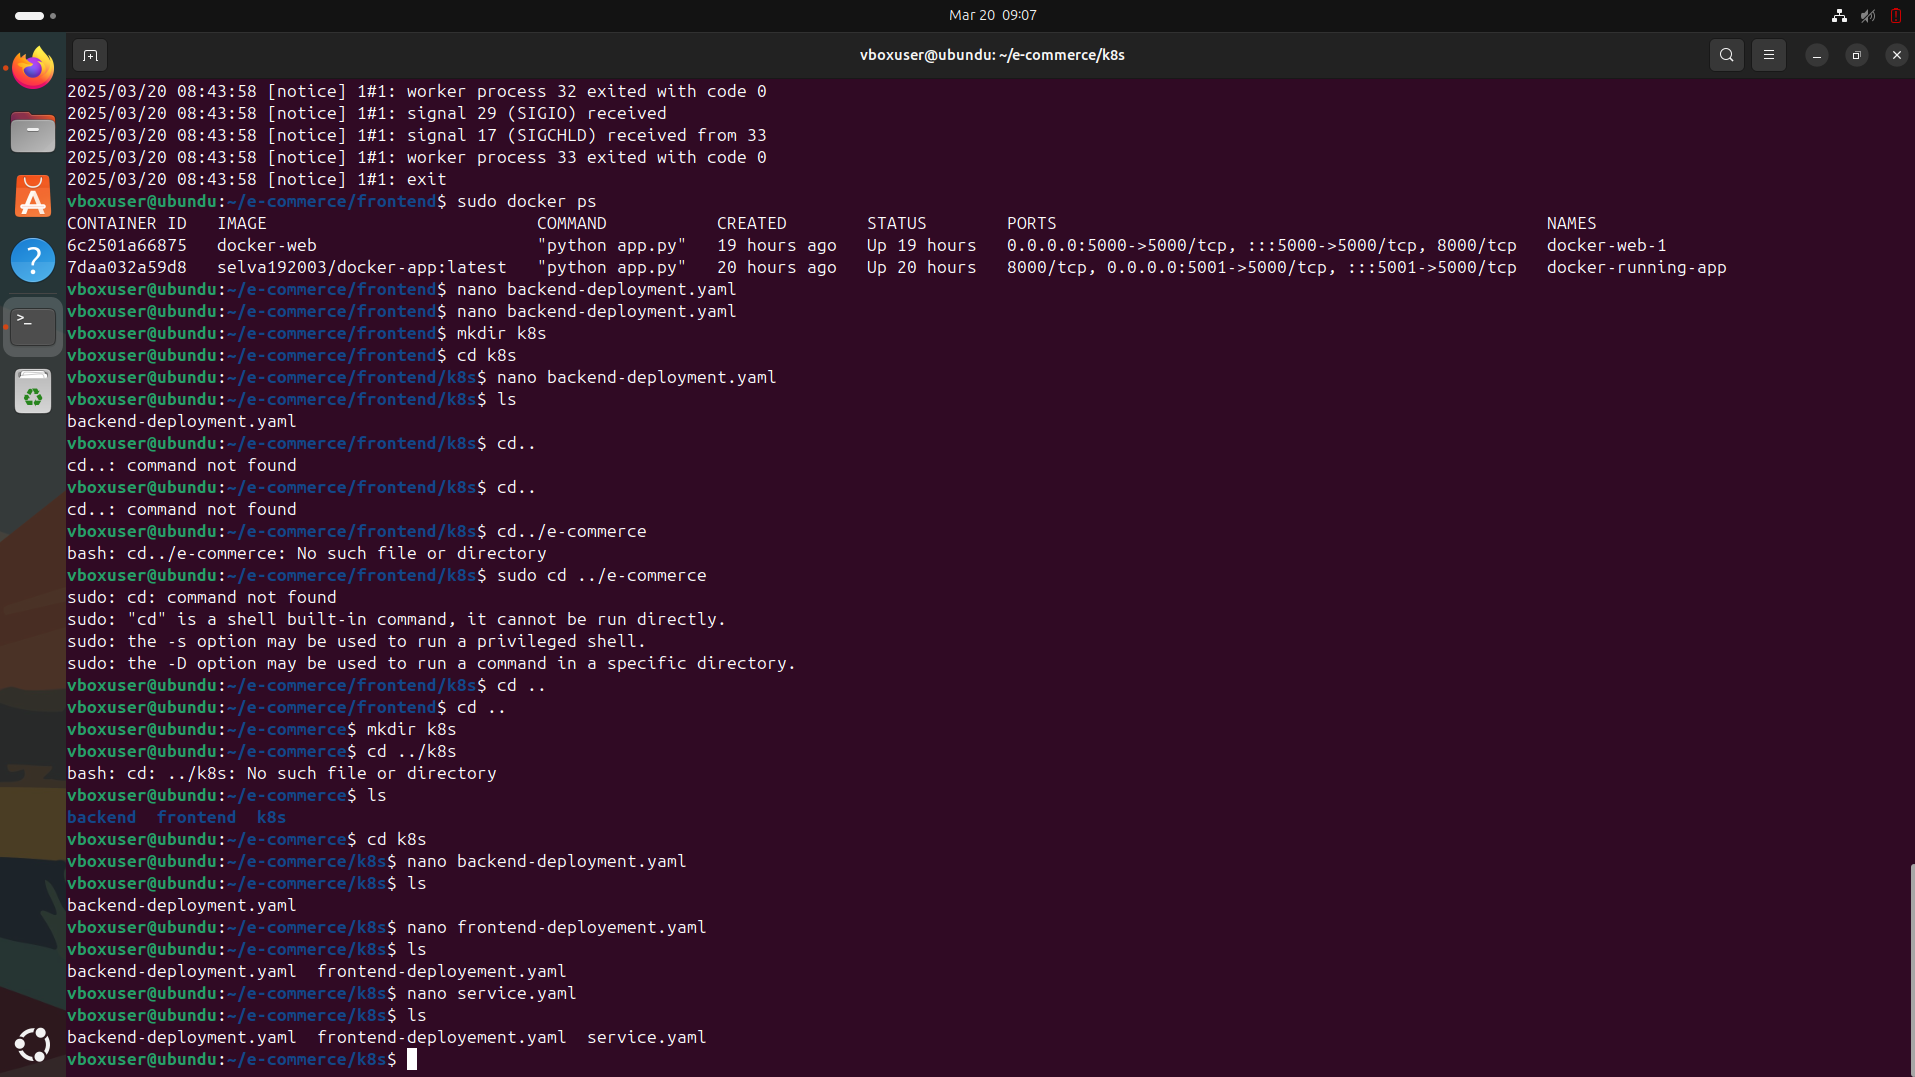 Mar 20 09:07
vboxuser@ubundu: ~/e-commerce/k8s
2025/03/20 08:43:58 [notice] 1#1: worker process 32 exited with code 0
2025/03/20 08:43:58 [notice] 1#1: signal 29 (SIGIO) received
2025/03/20 08:43:58 [notice] 1#1: signal 17 (SIGCHLD) received from 33
2025/03/20 08:43:58 [notice] 1#1: worker process 33 exited with code 0
2025/03/20 08:43:58 [notice] 1#1: exit
vboxuser@ubundu:~/e-commerce/frontend$ sudo docker ps
CONTAINER ID   IMAGE                           COMMAND           CREATED        STATUS        PORTS                                                 NAMES
6c2501a66875   docker-web                      "python app.py"   19 hours ago   Up 19 hours   0.0.0.0:5000->5000/tcp, :::5000->5000/tcp, 8000/tcp   docker-web-1
7daa032a59d8   selva192003/docker-app:latest   "python app.py"   20 hours ago   Up 20 hours   8000/tcp, 0.0.0.0:5001->5000/tcp, :::5001->5000/tcp   docker-running-app
vboxuser@ubundu:~/e-commerce/frontend$ nano backend-deployment.yaml
vboxuser@ubundu:~/e-commerce/frontend$ nano backend-deployment.yaml
vboxuser@ubundu:~/e-commerce/frontend$ mkdir k8s
vboxuser@ubundu:~/e-commerce/frontend$ cd k8s
vboxuser@ubundu:~/e-commerce/frontend/k8s$ nano backend-deployment.yaml
vboxuser@ubundu:~/e-commerce/frontend/k8s$ ls
backend-deployment.yaml
vboxuser@ubundu:~/e-commerce/frontend/k8s$ cd..
cd..: command not found
vboxuser@ubundu:~/e-commerce/frontend/k8s$ cd..
cd..: command not found
vboxuser@ubundu:~/e-commerce/frontend/k8s$ cd../e-commerce
bash: cd../e-commerce: No such file or directory
vboxuser@ubundu:~/e-commerce/frontend/k8s$ sudo cd ../e-commerce
sudo: cd: command not found
sudo: "cd" is a shell built-in command, it cannot be run directly.
sudo: the -s option may be used to run a privileged shell.
sudo: the -D option may be used to run a command in a specific directory.
vboxuser@ubundu:~/e-commerce/frontend/k8s$ cd ..
vboxuser@ubundu:~/e-commerce/frontend$ cd ..
vboxuser@ubundu:~/e-commerce$ mkdir k8s
vboxuser@ubundu:~/e-commerce$ cd ../k8s
bash: cd: ../k8s: No such file or directory
vboxuser@ubundu:~/e-commerce$ ls
backend  frontend  k8s
vboxuser@ubundu:~/e-commerce$ cd k8s
vboxuser@ubundu:~/e-commerce/k8s$ nano backend-deployment.yaml
vboxuser@ubundu:~/e-commerce/k8s$ ls
backend-deployment.yaml
vboxuser@ubundu:~/e-commerce/k8s$ nano frontend-deployement.yaml
vboxuser@ubundu:~/e-commerce/k8s$ ls
backend-deployment.yaml  frontend-deployement.yaml
vboxuser@ubundu:~/e-commerce/k8s$ nano service.yaml
vboxuser@ubundu:~/e-commerce/k8s$ ls
backend-deployment.yaml  frontend-deployement.yaml  service.yaml
vboxuser@ubundu:~/e-commerce/k8s$